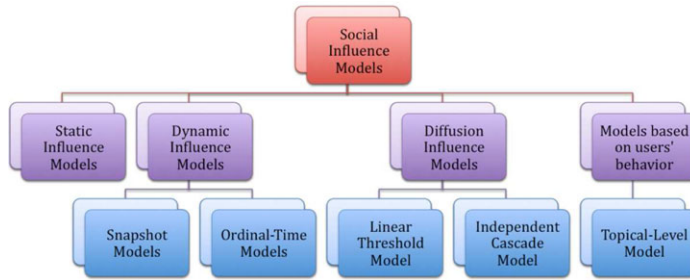 Social
Influence
Models
Static
Influence
Models
Dynamic
Influence
Models
Diffusion
Influence
Models
Models based
on users'
behavior
Snapshot
Models
Ordinal-Time
Models
Linear
Threshold
Model
Independent
Cascade
Model
Topical-Level
Model